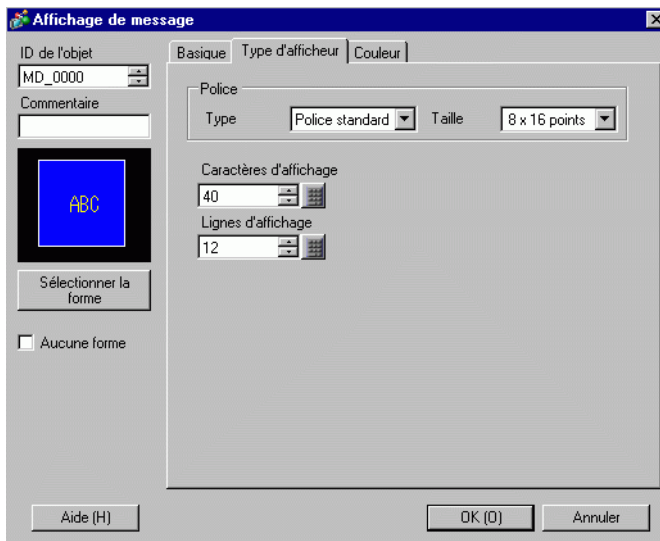 Affichage de message
ID de l'objet
MD_0000
Commentaire
ABC
Sélectionner la
forme
Aucune forme
Aide (H)
Basique Type d'afficheur Couleur
Police
Type Police standard Taille 8 x 16 points
Caractères d'affichage
40
Lignes d'affichage
12
OK (O) Annuler